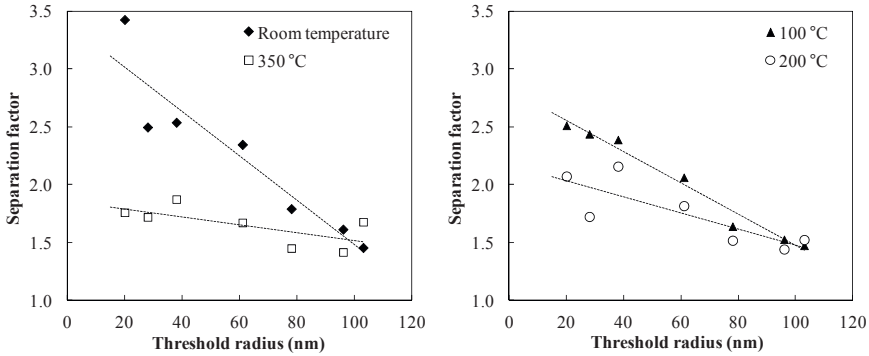 3.5
3.0
2.5
2.0
1.5
1.0
Separation factor
0 20 40 60 80 100 120
Threshold radius (nm)
Room temperature
350 °C
3.5
3.0
2.5
2.0
1.5
1.0
Separation factor
0 20 40 60 80 100 120
Threshold radius (nm)
100 °C
200 °C